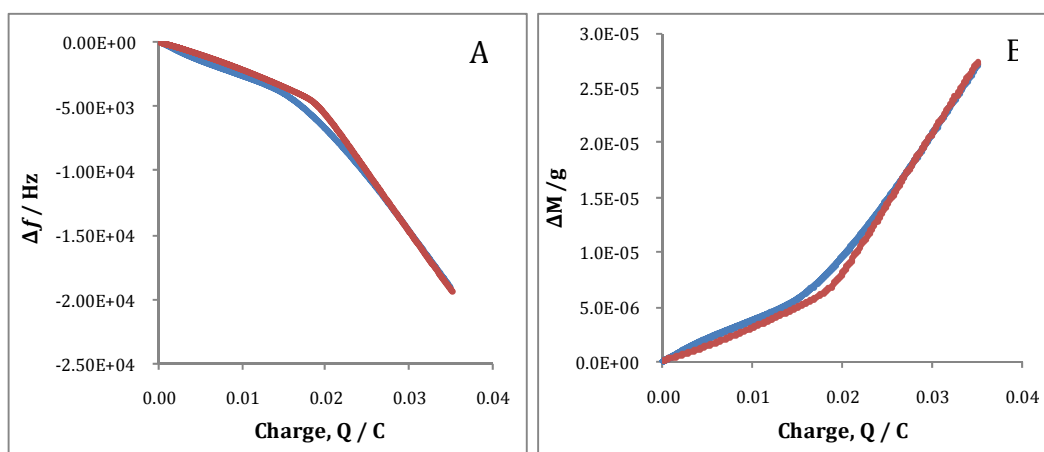 A
0.00E+00
-5.00E+03
-1.00E+04
-1.50E+04
-2.00E+04
-2.50E+04
Δf / Hz
0.00 0.01 0.02 0.03 0.04
Charge, Q / C
3.0E-05
2.5E-05
2.0E-05
1.5E-05
1.0E-05
5.0E-06
0.0E+00
ΔM /g
0.00 0.01 0.02 0.03 0.04
Charge, Q / C